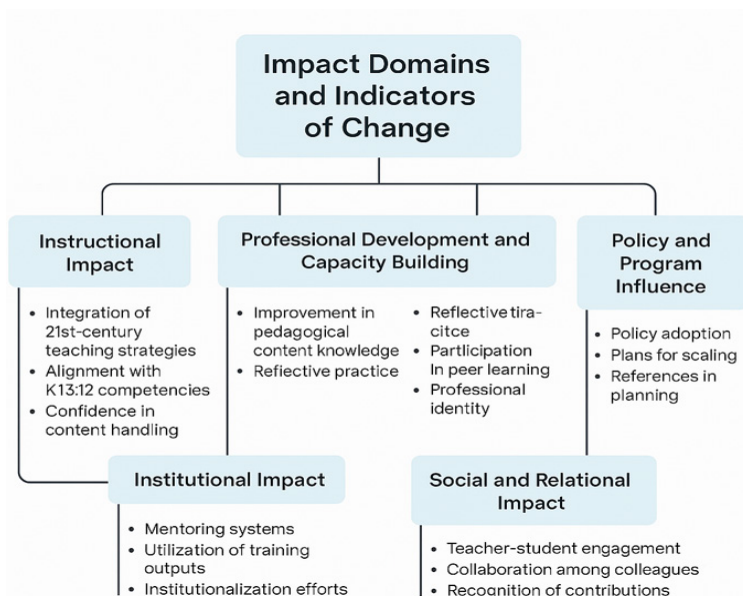 Impact Domains
and Indicators
of Change
Instructional
Impact
• Integration of
21st-century
teaching strategies
• Alignment with
K13:12 competencies
• Confidence in
content handling
Professional Development and
Capacity Building
• Improvement in
pedagogical
content knowledge
• Refiective practice
• Reflective tira-
citce
• Partlcipation
In peer learning
• Professional
identity
Policy and
Program
Influence
• Policy adoption
• Plans for scaling
• References in
planning
Institutional Impact
• Mentoring systems
• Utilization of training
outputs
• Institutionalization efforts
Social and Relational
Impact
• Teacher-student engagement
• Collaboration among colleagues
• Recognition of contributions